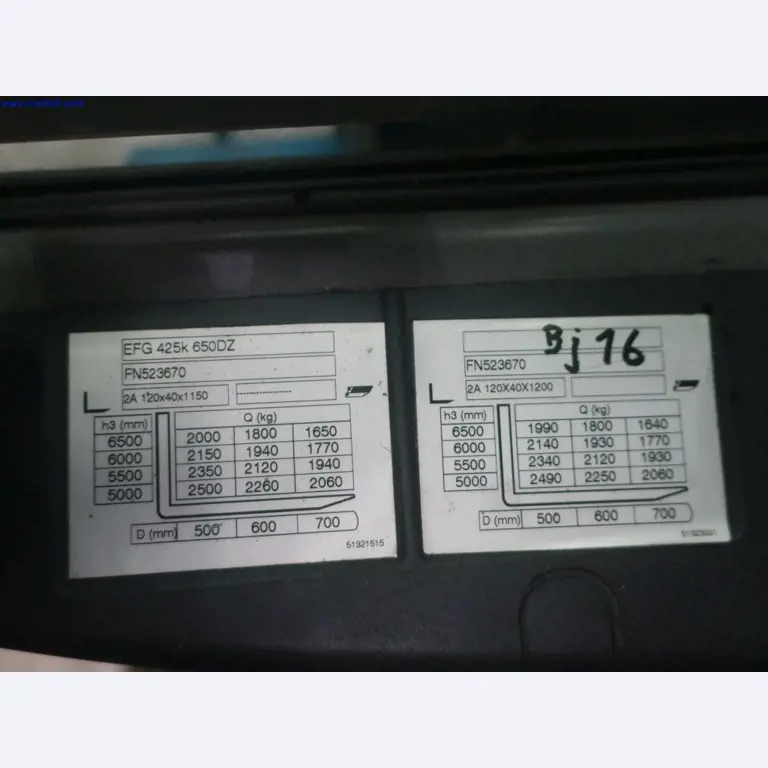 EFG 425k 650DZ
FN523670
2A 120x40x1150 --------------
h3 (mm) Q (kg)
6500 2000 1800 1650
6000 2150 1940 1770
5500 2350 2120 1940
5000 2500 2260 2060
D (mm) 500 600 700
51321515
Bj 16
FN523670
2A 120X40X1200
h3 (mm) Q (kg)
6500 1990 1800 1640
6000 2140 1930 1770
5500 2340 2120 1930
5000 2490 2250 2060
D (mm) 500 600 700